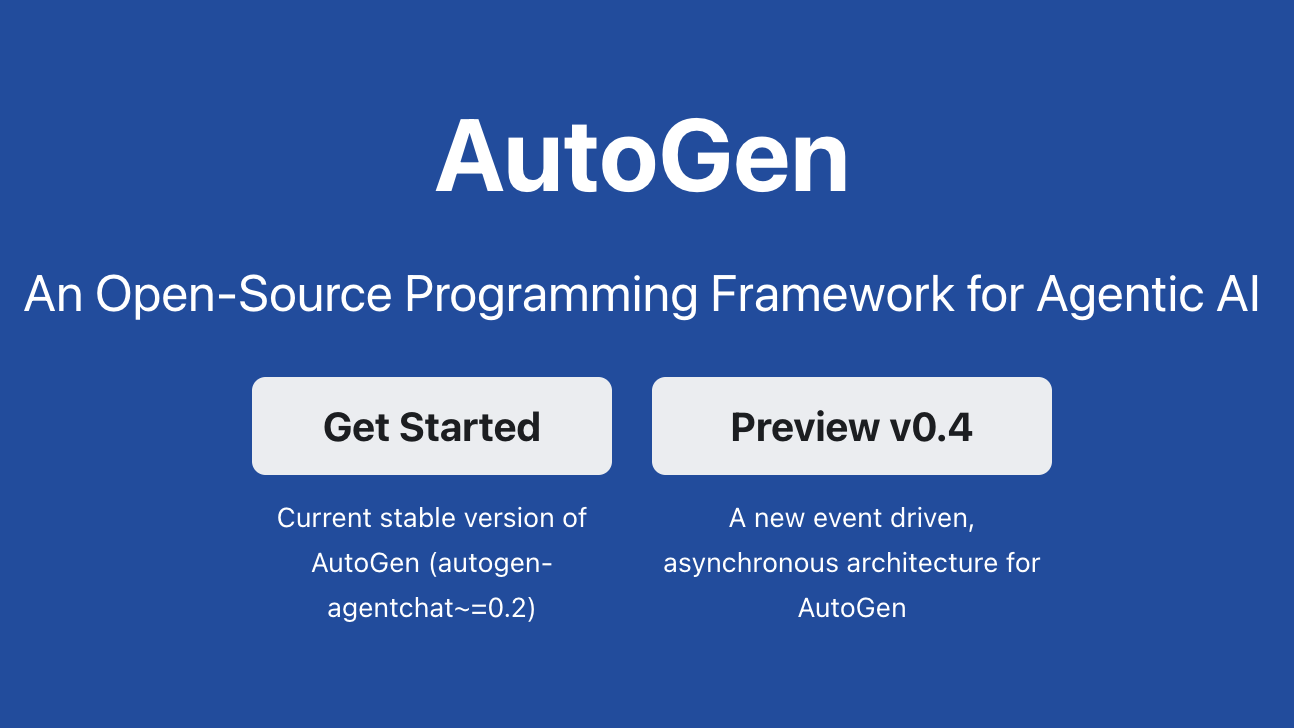 AutoGen
An Open-Source Programming Framework for Agentic AI
Get Started
Current stable version of
AutoGen (autogen-
agentchat~=0.2)
Preview v0.4
A new event driven,
asynchronous architecture for
AutoGen